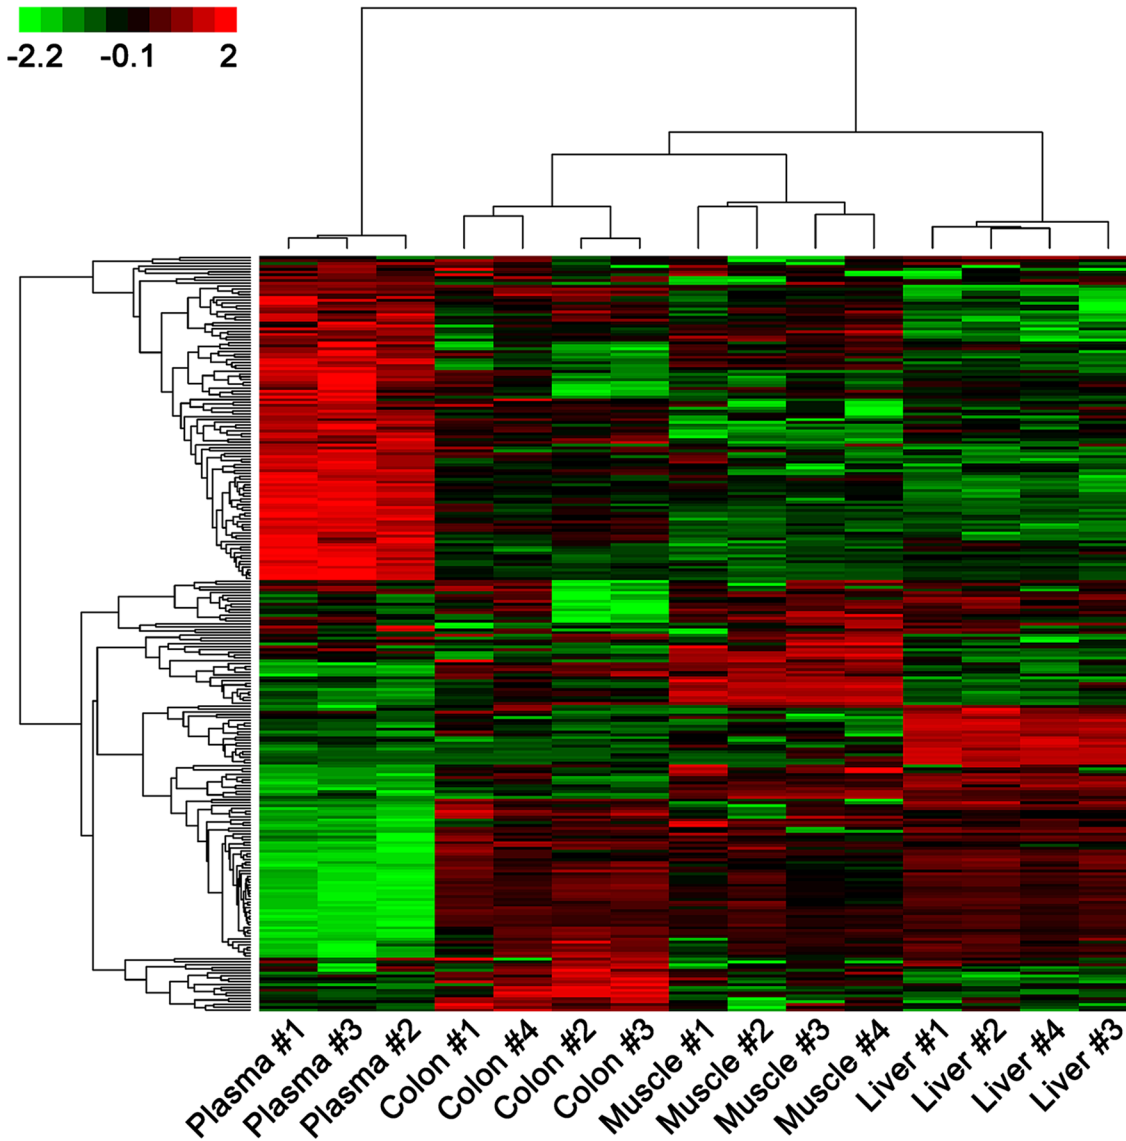 -2.2 -0.1 2
Plasma #1
Plasma #3
Plasma #2
Colon #1
Colon #4
Colon #2
Colon #3
Muscle #1
Muscle #2
Muscle #3
Muscle #4
Liver #1
Liver #2
Liver #4
Liver #3